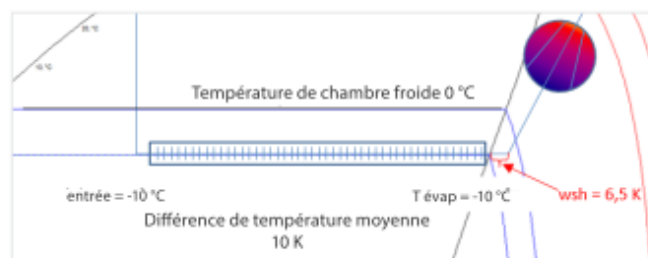 Température de chambre froide 0 °C
entrée = -10 °C
T évap = -10 °C
wsh = 6,5 K
Différence de température moyenne
10 K